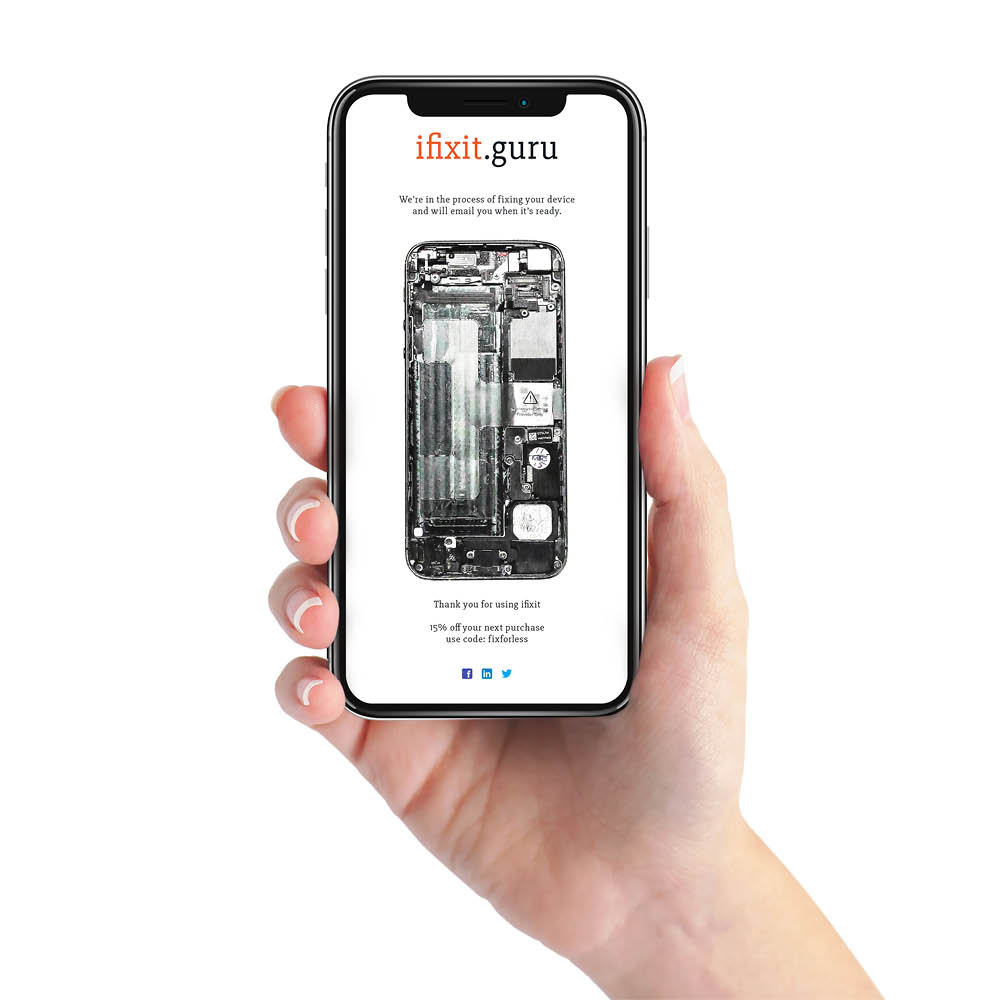 ifixit.guru
We're in the process of fixing your device
and will email you when it's ready.
Thank you for using ifixit
15% off your next purchase
use code: fixforless